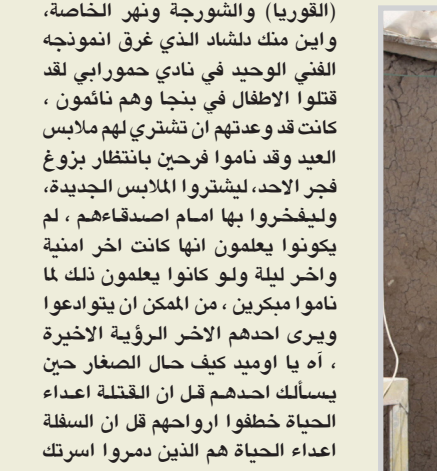 (القوريا) والشورجة ونهر الخاصة،
واين منك دلشاد الذي غرق انموذجه
الفني الوحيد في نادي حمورابي لقد
قتلوا الاطفال في بنجا وهم نائمون ،
كانت قد وعدتهم ان تشتري لهم ملابس
العيد وقد ناموا فرحين بانتظار بزوغ
فجر الاحد، ليشتروا الملابس الجديدة،
وليفخروا بها امام اصدقاءهم ، لم
يكونوا يعلمون انها كانت اخر امنية
واخر ليلة ولو كانوا يعلمون ذلك لما
ناموا مبكرين ، من الممكن ان يتوادعوا
ويرى احدهم الاخر الرؤية الاخيرة
، آه يا اوميد كيف حال الصغار حين
يسألك احدهم قل ان القتلة اعداء
الحياة خطفوا ارواحهم قل ان السفلة
اعداء الحياة هم الذين دمروا اسرتك